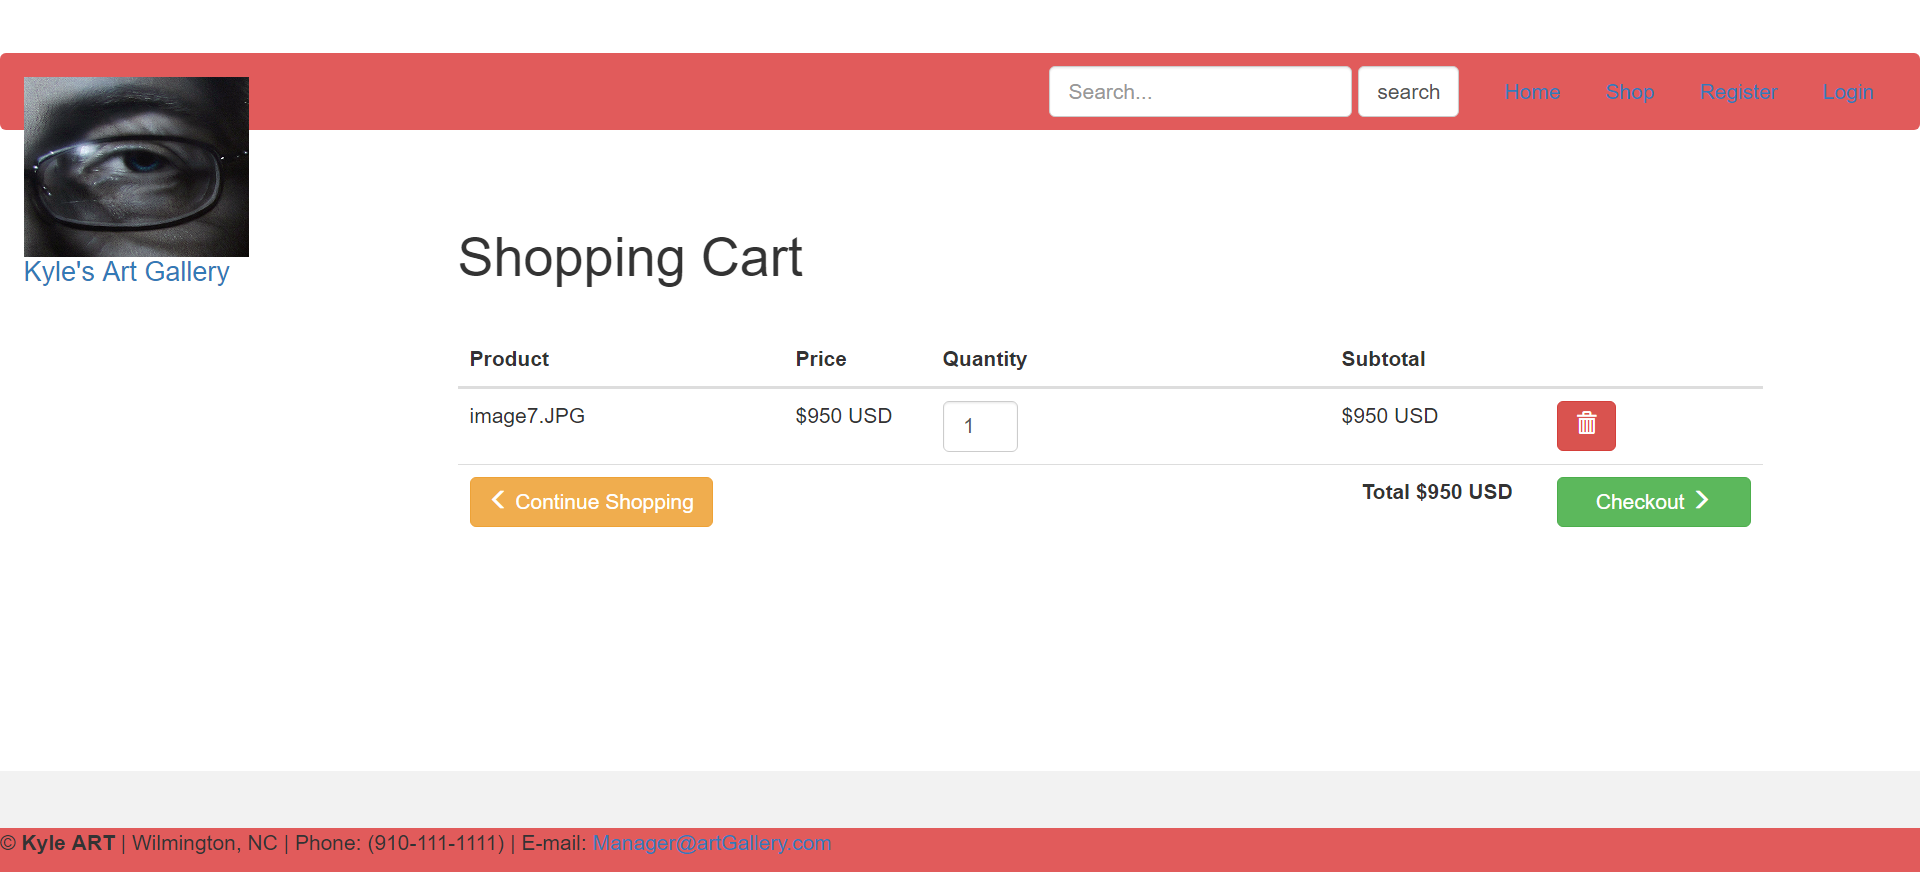 Search... search Home Shop Register Login
Kyle's Art Gallery
Shopping Cart
Product Price Quantity Subtotal
image7.JPG $950 USD 1 $950 USD
Continue Shopping Total $950 USD Checkout
© Kyle ART | Wilmington, NC | Phone: (910-111-1111) | E-mail: Manager@artGallery.com